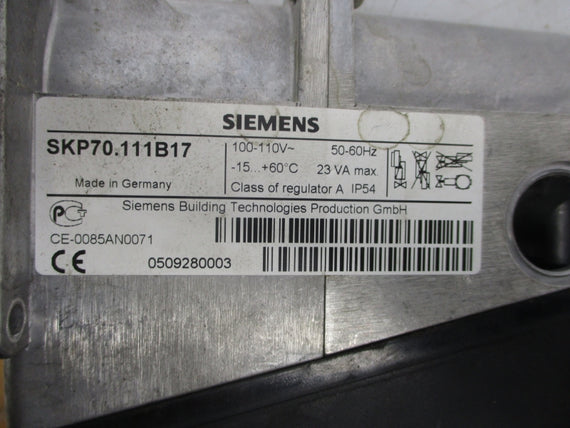 SIEMENS
SKP70.111B17
100-110V~ 50-60Hz
-15...+60°C 23 VA max.
Made in Germany
Class of regulator A IP54
Siemens Building Technologies Production GmbH
CE-0085AN0071
CE 0509280003